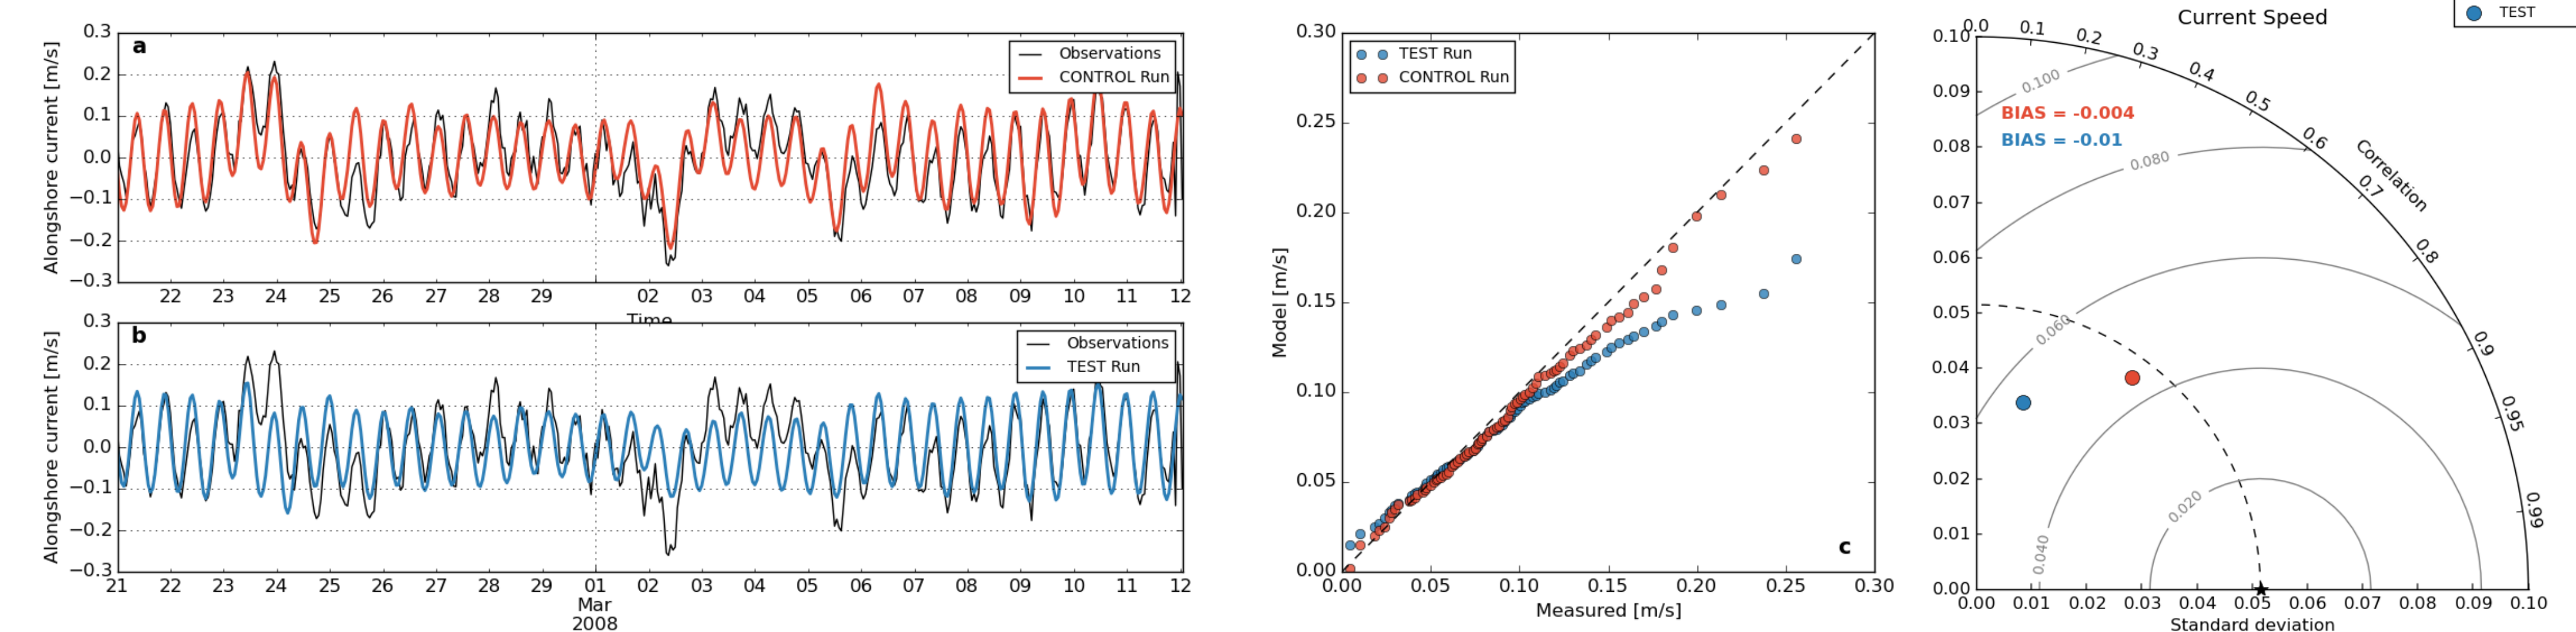 a
0.3
0.2
0.1
0.0
−0.1
−0.2
−0.3
Alongshore current [m/s]
Observations
CONTROL Run
22 23 24 25 26 27 28 29 02 03 04 05 06 07 08 09 10 11 12
Time
b
0.3
0.2
0.1
0.0
−0.1
−0.2
−0.3
Alongshore current [m/s]
Observations
TEST Run
21 22 23 24 25 26 27 28 29 01 02 03 04 05 06 07 08 09 10 11 12
Mar
2008
0.30
0.25
0.20
0.15
0.10
0.05
0.00
Model [m/s]
TEST Run
CONTROL Run
c
0.00 0.05 0.10 0.15 0.20 0.25 0.30
Measured [m/s]
Current Speed
TEST
0.10
0.09
0.08
0.07
0.06
0.05
0.04
0.03
0.02
0.01
0.00
0.0 0.1 0.2 0.3 0.4 0.5 0.6 0.7 0.8 0.9 0.95 0.99
Correlation
BIAS = -0.004
BIAS = -0.01
0.100
0.080
0.060
0.040
0.020
0.00 0.01 0.02 0.03 0.04 0.05 0.06 0.07 0.08 0.09 0.10
Standard deviation